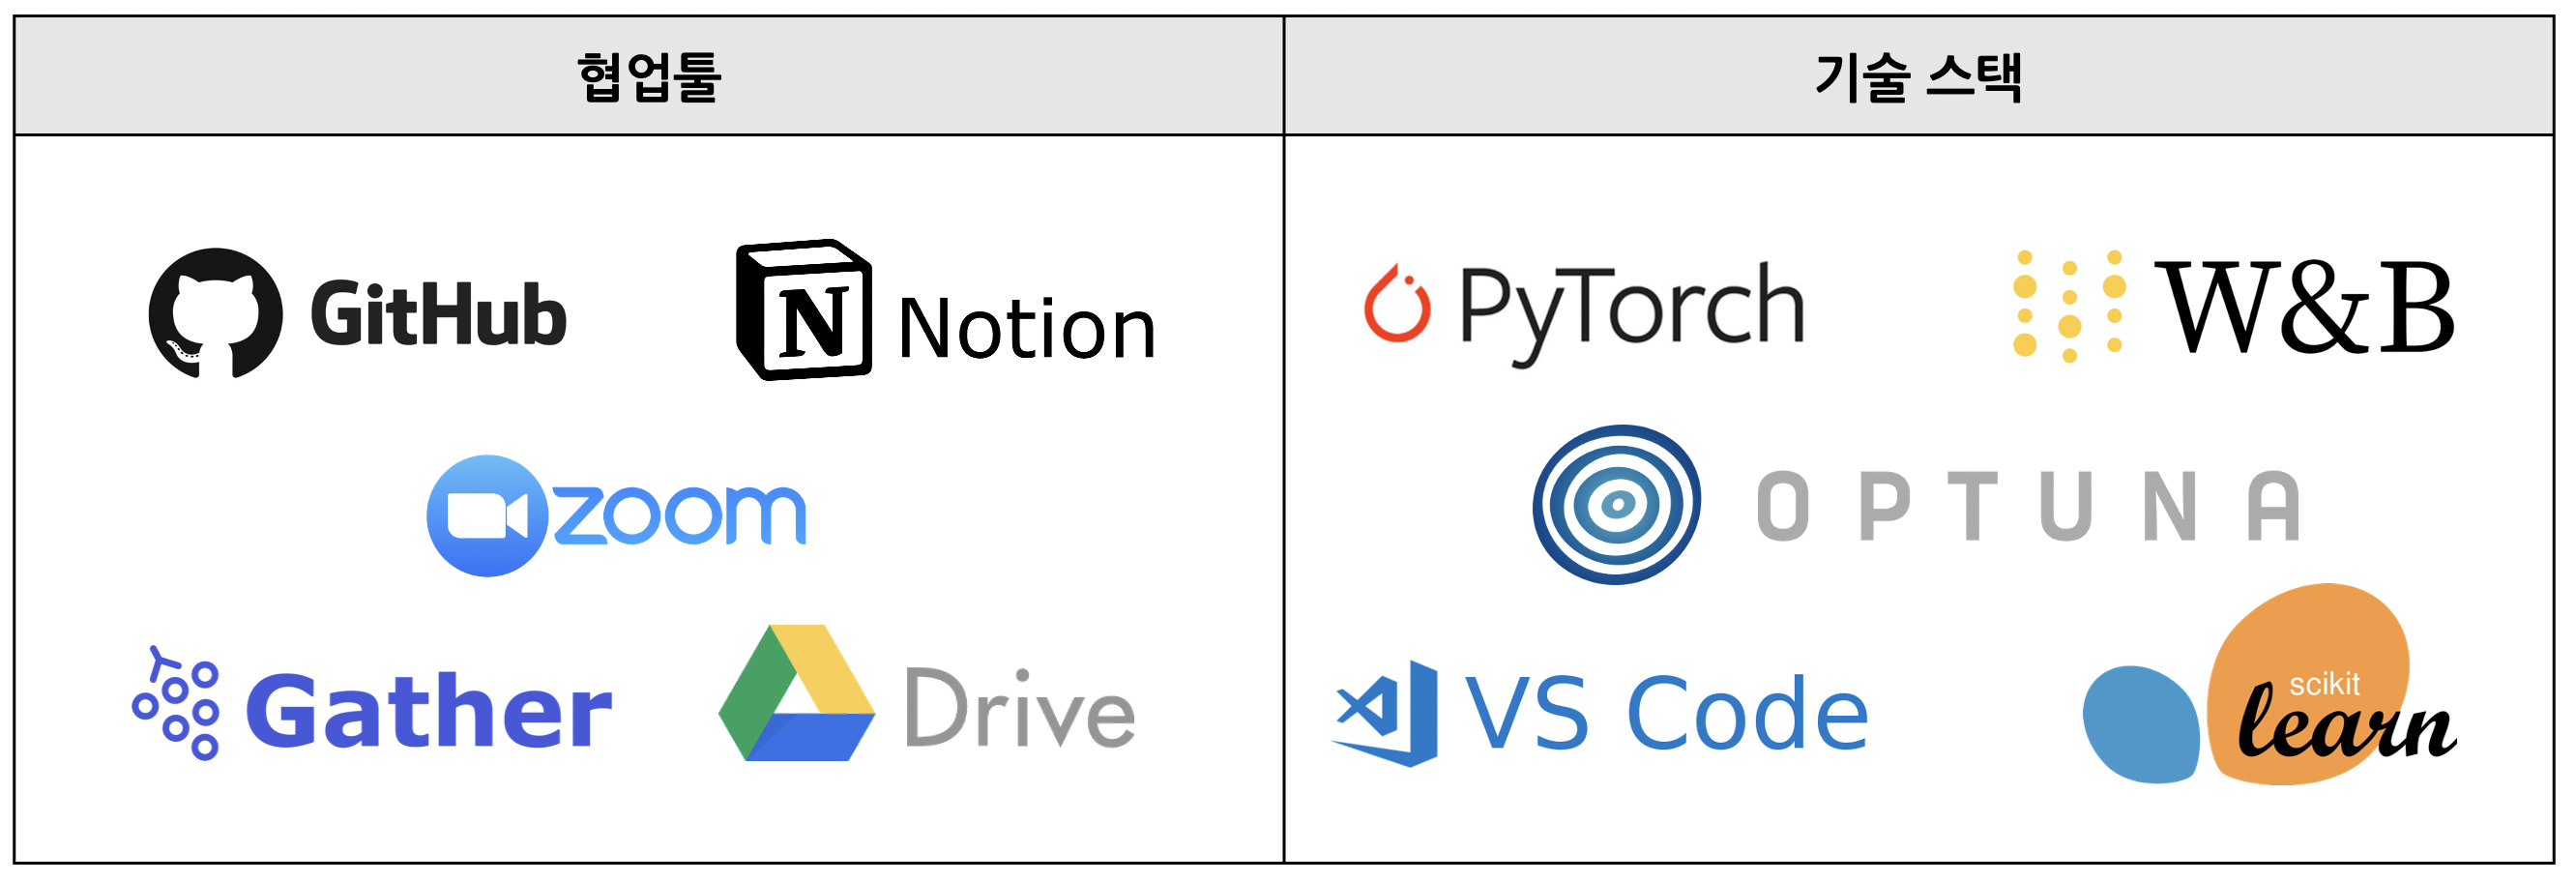 협업툴
기술 스택
GitHub
N Notion
zoom
Gather
Drive
PyTorch
W&B
OPTUNA
VS Code
scikit
learn